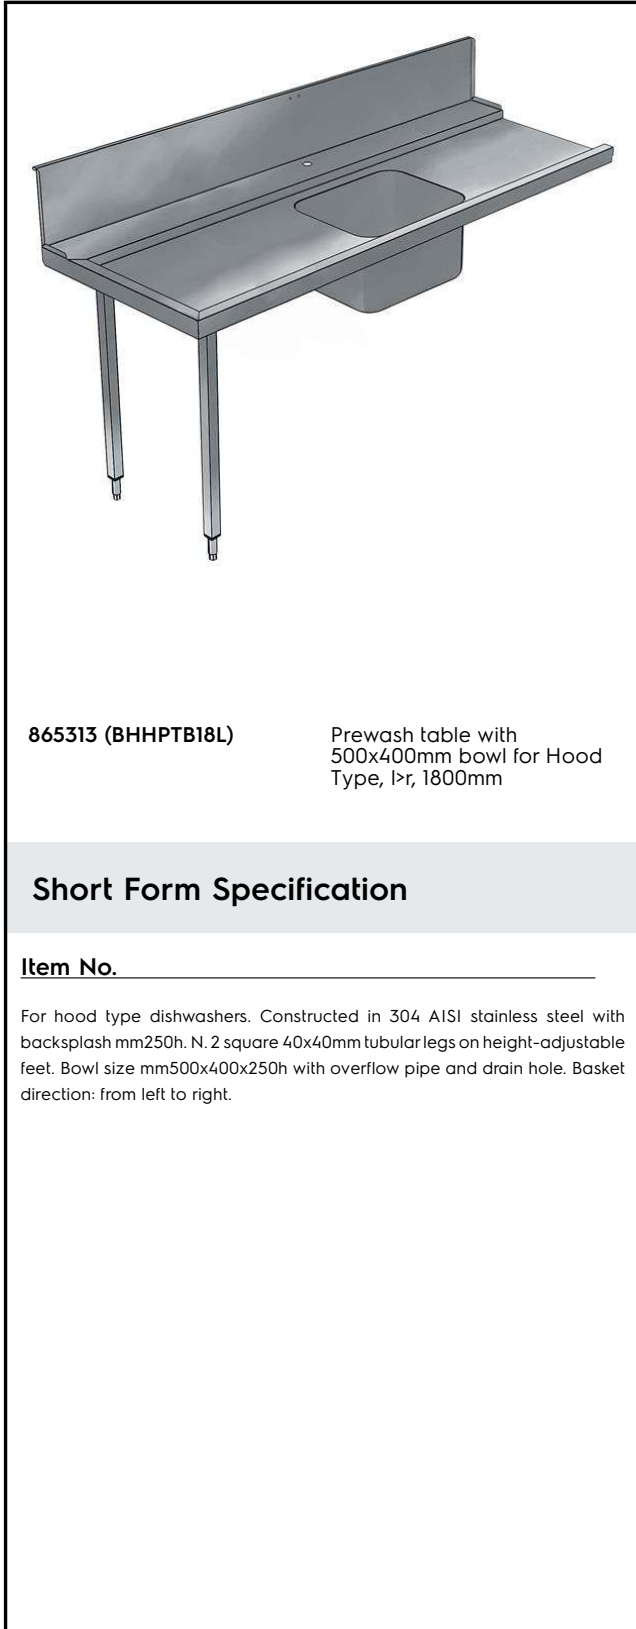 865313 (BHHPTB18L)
Prewash table with
500x400mm bowl for Hood
Type, l>r, 1800mm
Short Form Specification
Item No.
For hood type dishwashers. Constructed in 304 AISI stainless steel with
backsplash mm250h. N. 2 square 40x40mm tubular legs on height-adjustable
feet. Bowl size mm500x400x250h with overflow pipe and drain hole. Basket
direction: from left to right.